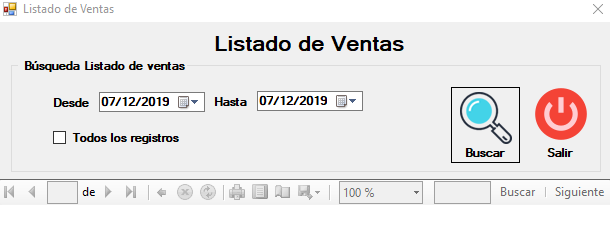 Listado de Ventas
Listado de Ventas
Búsqueda Listado de ventas
Desde 07/12/2019 Hasta 07/12/2019
Todos los registros
Buscar Salir
de 100 % Buscar Siguiente